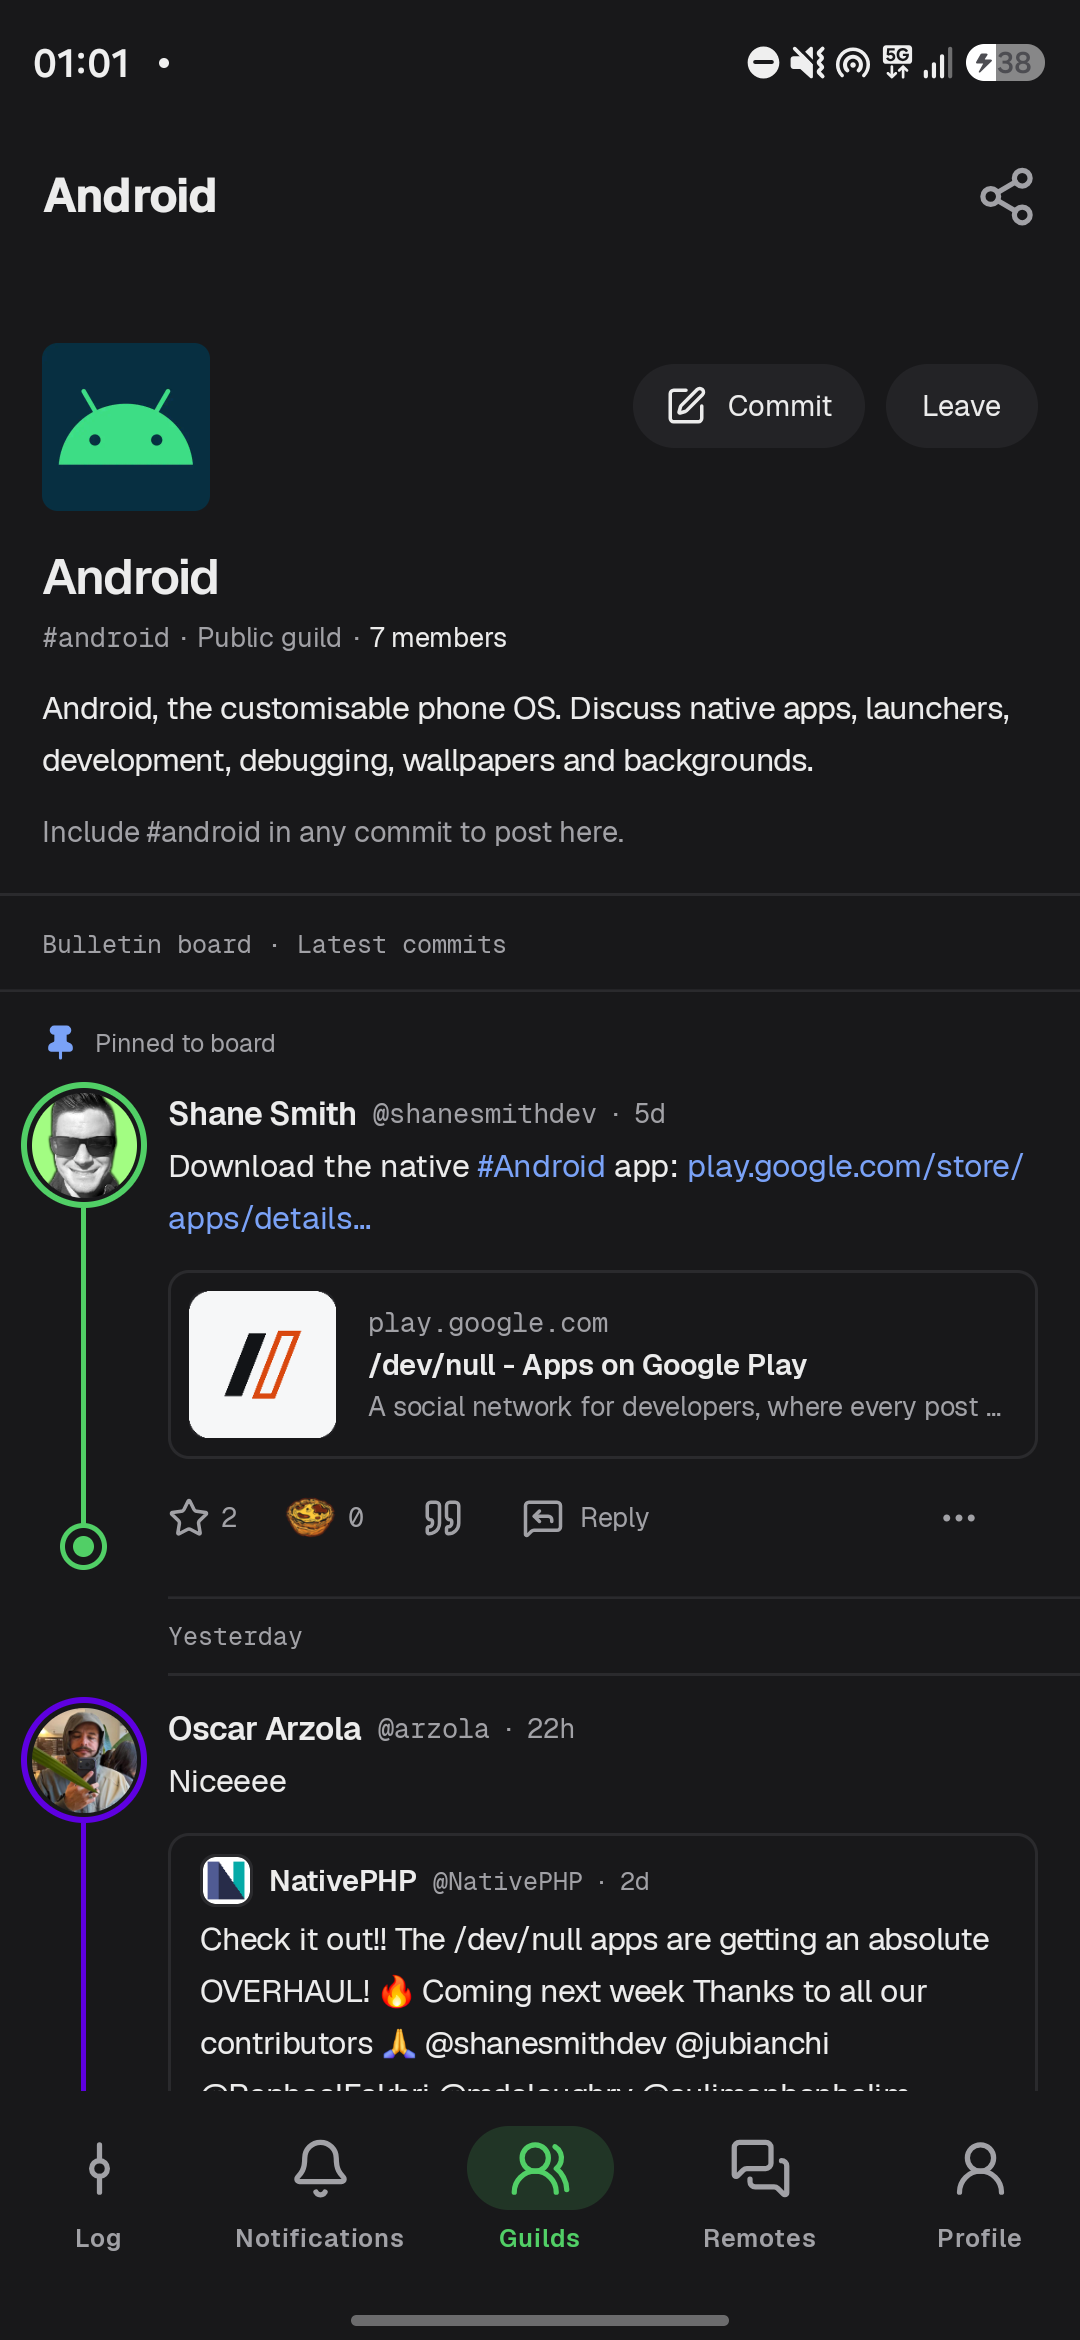 01:01
5G
38
Android
Commit
Leave
Android
#android · Public guild · 7 members
Android, the customisable phone OS. Discuss native apps, launchers,
development, debugging, wallpapers and backgrounds.
Include #android in any commit to post here.
Bulletin board · Latest commits
Pinned to board
Shane Smith @shanesmithdev · 5d
Download the native #Android app: play.google.com/store/
apps/details…
play.google.com
/dev/null - Apps on Google Play
A social network for developers, where every post …
2
0
Reply
Yesterday
Oscar Arzola @arzola · 22h
Niceeee
NativePHP @NativePHP · 2d
Check it out!! The /dev/null apps are getting an absolute
OVERHAUL! 🔥 Coming next week Thanks to all our
contributors 🙏 @shanesmithdev @jubianchi
Log
Notifications
Guilds
Remotes
Profile